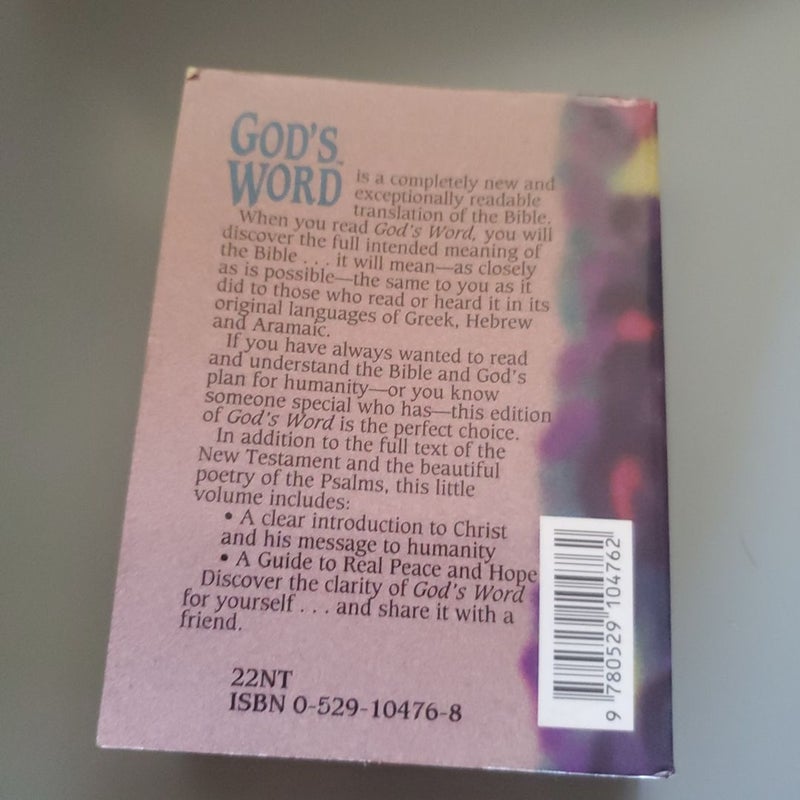 GOD'S™
WORD
is a completely new and
exceptionally readable
translation of the Bible.
When you read God's Word, you will
discover the full intended meaning of
the Bible . . . it will mean—as closely
as is possible—the same to you as it
did to those who read or heard it in its
original languages of Greek, Hebrew
and Aramaic.
If you have always wanted to read
and understand the Bible and God's
plan for humanity—or you know
someone special who has—this edition
of God's Word is the perfect choice.
In addition to the full text of the
New Testament and the beautiful
poetry of the Psalms, this little
volume includes:
• A clear introduction to Christ
and his message to humanity
• A Guide to Real Peace and Hope
Discover the clarity of God's Word
for yourself . . . and share it with a
friend.
22NT
ISBN 0-529-10476-8
9 780529 104762